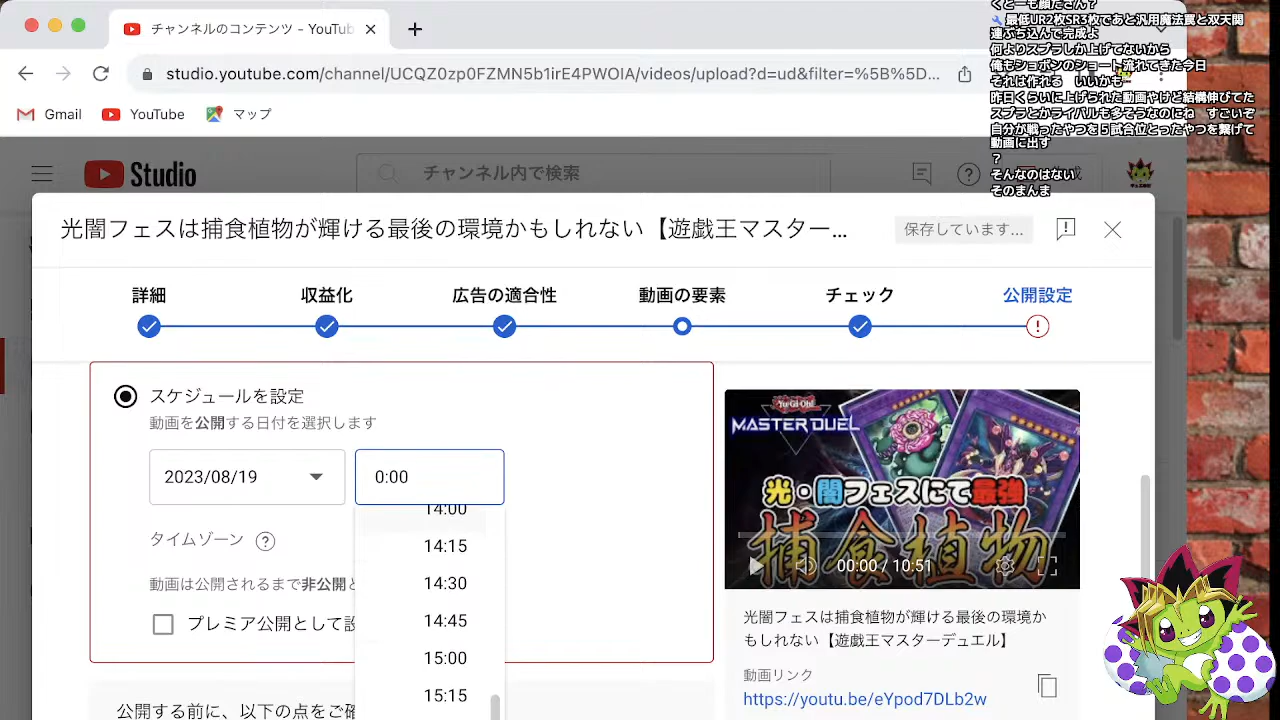 チャンネルのコンテンツ - YouTub
くとーも顔ださん？
🔧最低UR2枚SR3枚であと汎用魔法罠と双天関
連ぶち込んで完成よ
何よりスプラしか上げてないから
俺もショボンのショート流れてきた今日
それは作れる　いいかも
昨日くらいに上げられた動画やけど結構伸びてた
スプラとかライバルも多そうなのにね　すごいぞ
自分が戦ったやつを５試合位とったやつを繋げて
動画に出す
？
そんなのはない
そのまんま
studio.youtube.com/channel/UCQZ0zp0FZMN5b1irE4PWOIA/videos/upload?d=ud&filter=%5B%5D...
Gmail YouTube マップ
Studio チャンネル内で検索
光闇フェスは捕食植物が輝ける最後の環境かもしれない【遊戯王マスター... 保存しています...
詳細 収益化 広告の適合性 動画の要素 チェック 公開設定
スケジュールを設定
動画を公開する日付を選択します
2023/08/19 0:00
14:00
14:15
14:30
14:45
15:00
15:15
タイムゾーン
動画は公開されるまで非公開と
プレミア公開として設
公開する前に、以下の点をご確
Yu-Gi-Oh!
MASTER DUEL
光・闇フェスにて最強
捕食植物
00:00 / 10:51
光闇フェスは捕食植物が輝ける最後の環境か
もしれない【遊戯王マスターデュエル】
動画リンク
https://youtu.be/eYpod7DLb2w